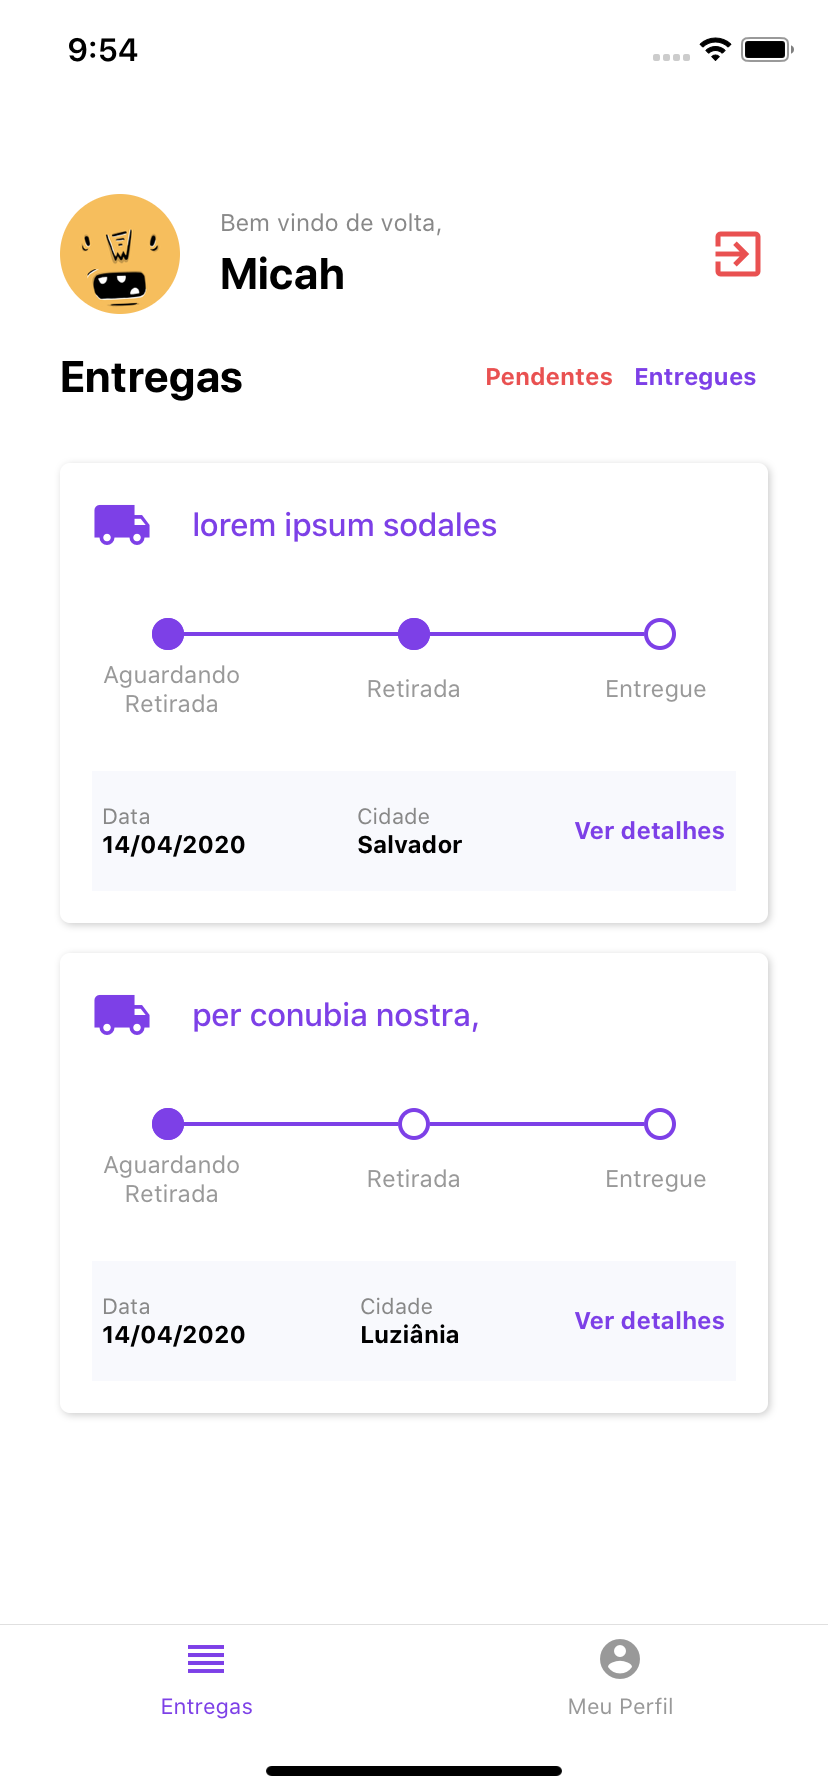 9:54
Bem vindo de volta,
Micah
Entregas
Pendentes Entregues
lorem ipsum sodales
Aguardando
Retirada
Retirada
Entregue
Data
14/04/2020
Cidade
Salvador
Ver detalhes
per conubia nostra,
Aguardando
Retirada
Retirada
Entregue
Data
14/04/2020
Cidade
Luziânia
Ver detalhes
Entregas
Meu Perfil